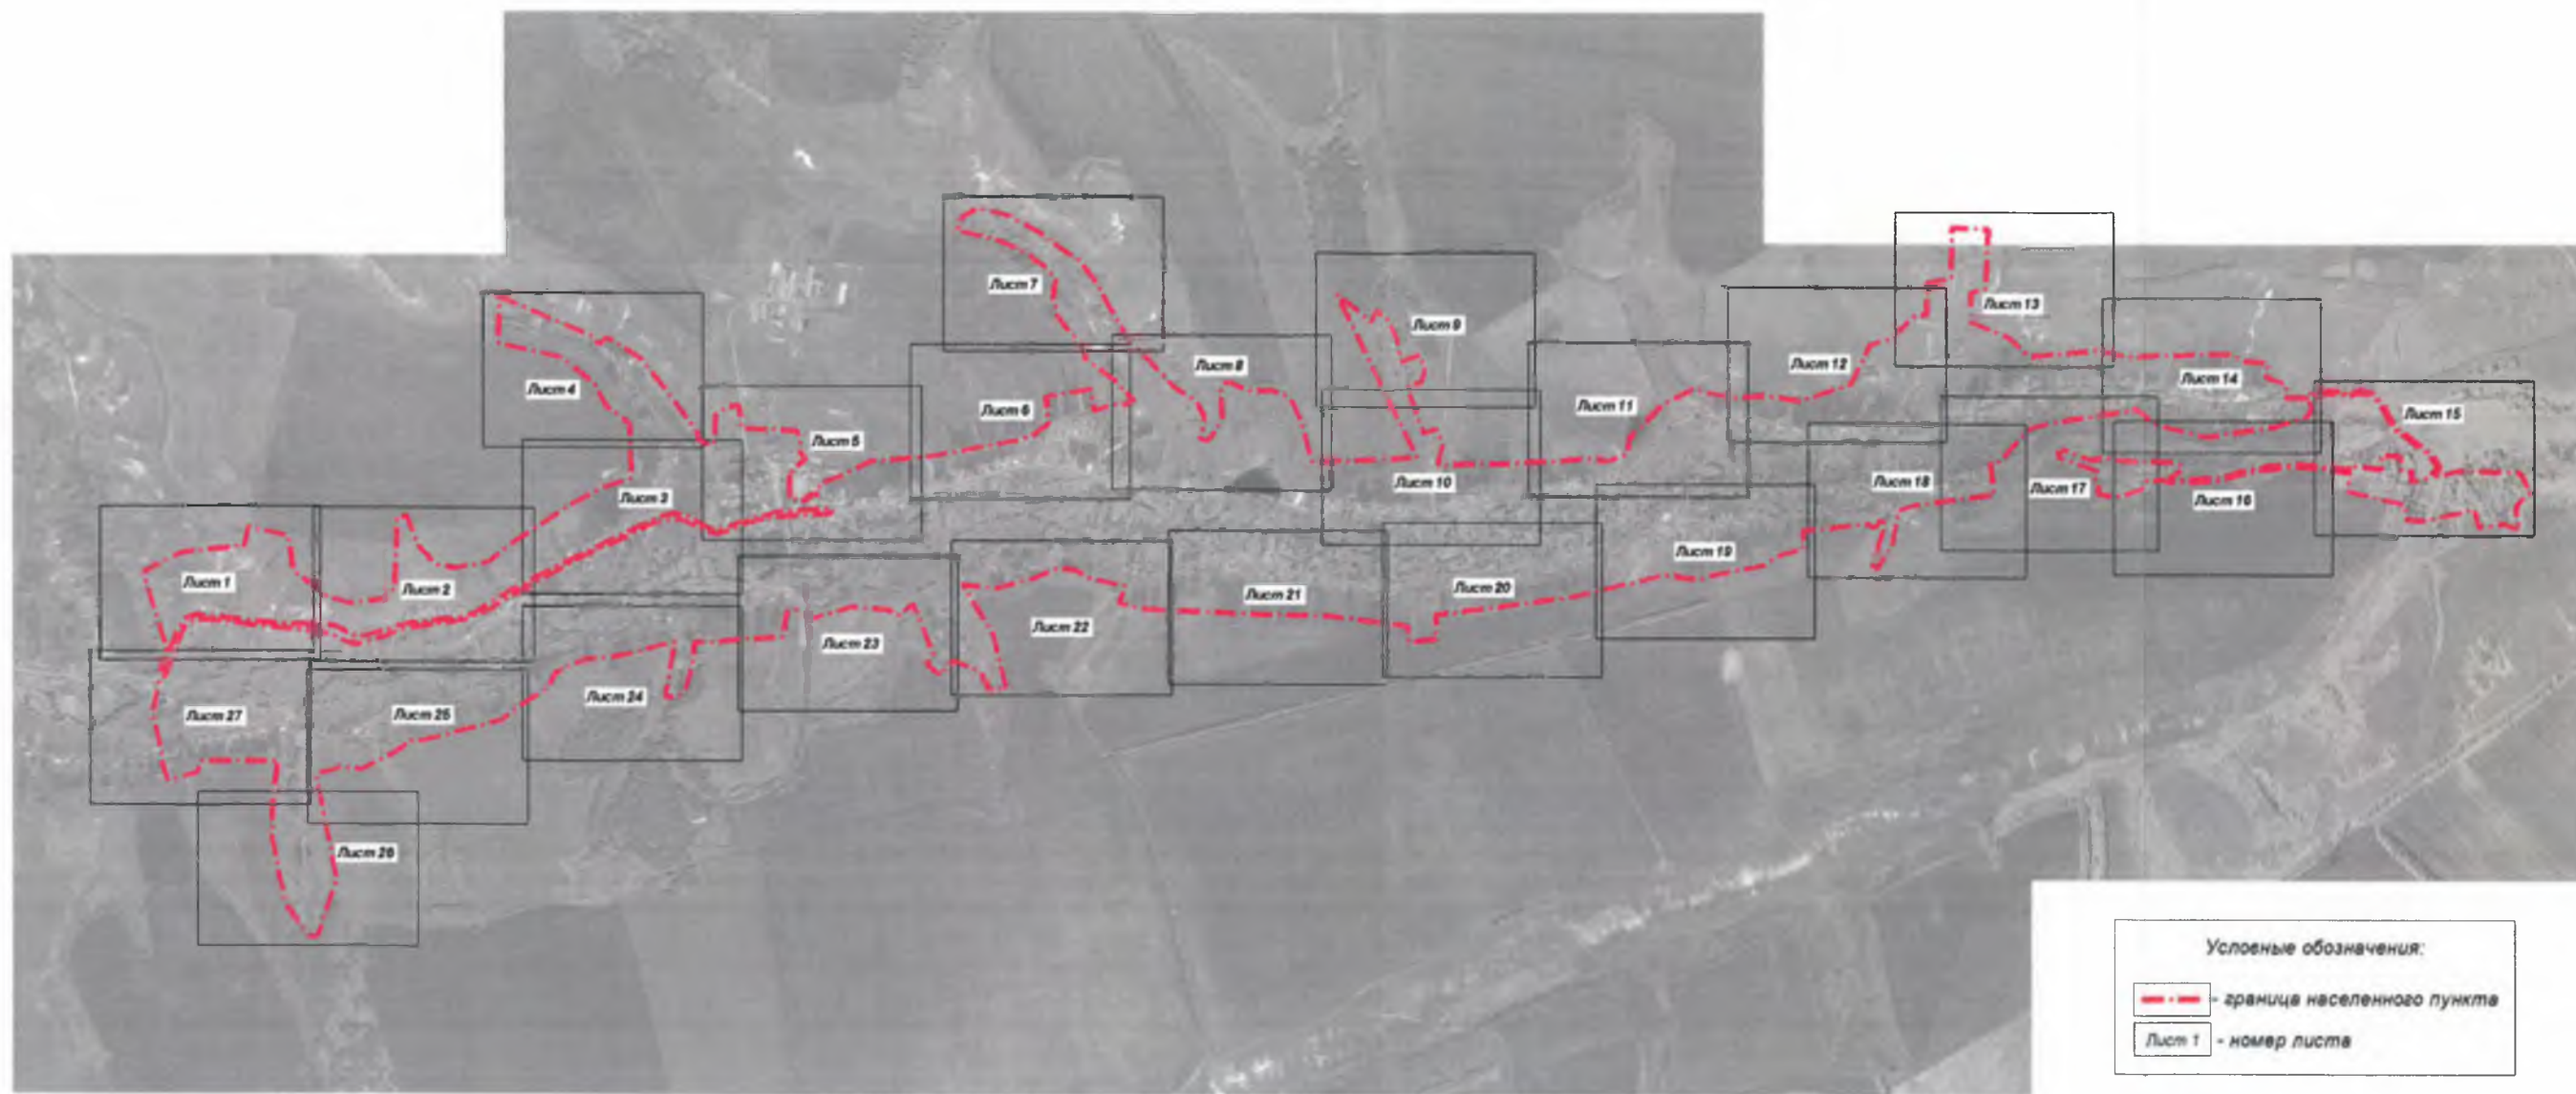 Лист 7
Лист 13
Лист 9
Лист 8
Лист 12
Лист 14
Лист 4
Лист 6
Лист 11
Лист 15
Лист 5
Лист 10
Лист 18
Лист 3
Лист 17
Лист 16
Лист 19
Лист 1
Лист 2
Лист 20
Лист 21
Лист 22
Лист 23
Лист 24
Лист 27
Лист 25
Лист 26
Условные обозначения:
- граница населенного пункта
Лист 1 - номер листа